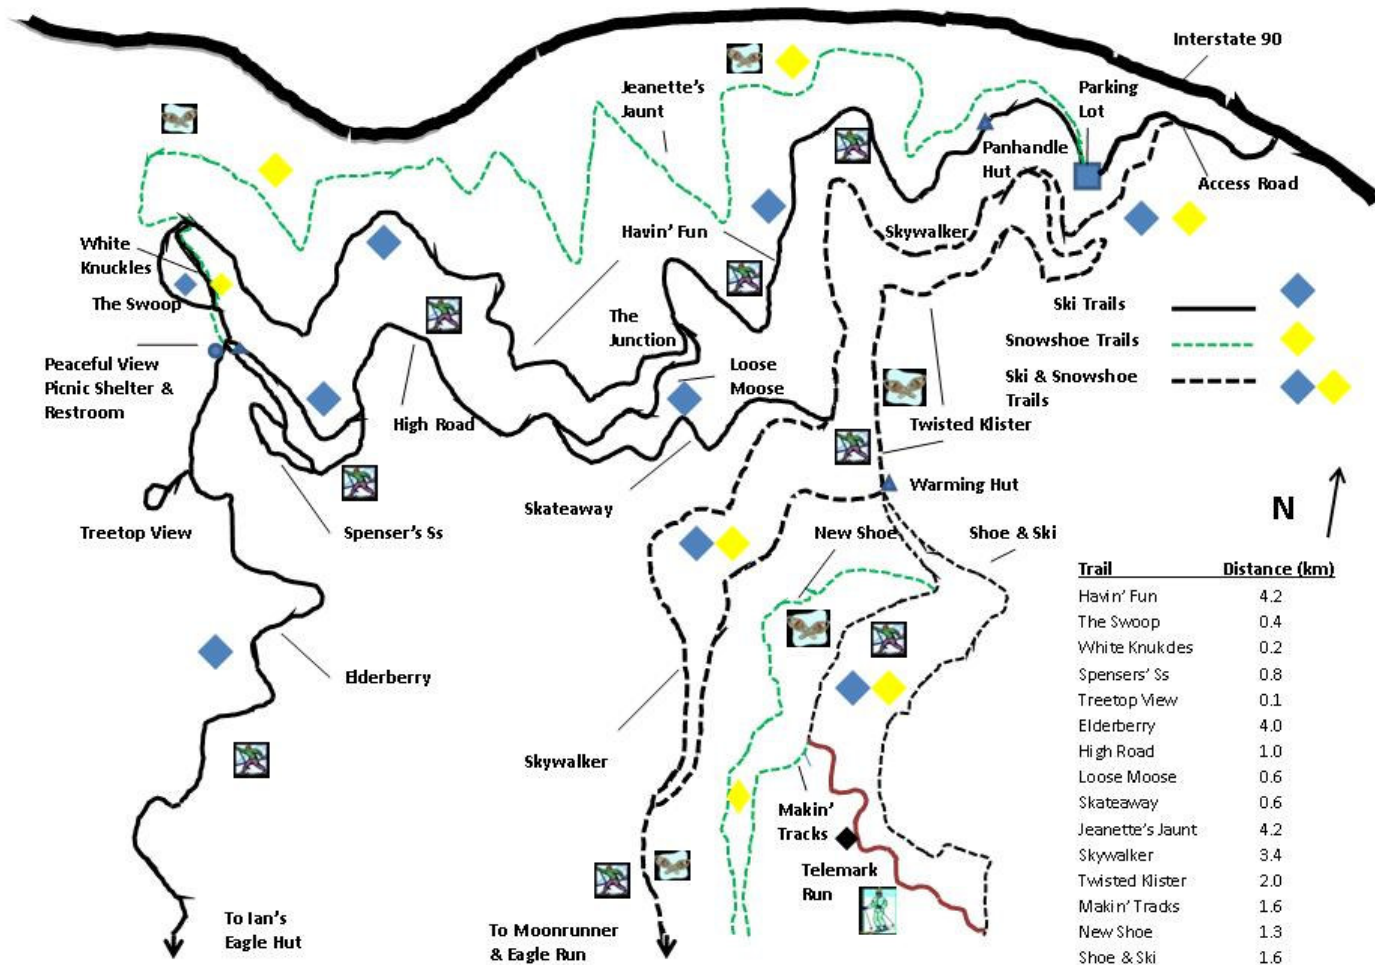 Interstate 90
Jeanette's
Jaunt
Parking
Lot
Panhandle
Hut
Access Road
White
Knuckles
Havin' Fun
Skywalker
The Swoop
The
Junction
Ski Trails
Snowshoe Trails
Ski & Snowshoe
Trails
Peaceful View
Picnic Shelter &
Restroom
Loose
Moose
High Road
Twisted Klister
Skateaway
Warming Hut
N
Treetop View
Spenser's Ss
New Shoe
Shoe & Ski
Elderberry
Skywalker
Makin'
Tracks
Telemark
Run
To Ian's
Eagle Hut
To Moonrunner
& Eagle Run
Trail Distance (km)
Havin' Fun 4.2
The Swoop 0.4
White Knukdes 0.2
Spensers' Ss 0.8
Treetop View 0.1
Elderberry 4.0
High Road 1.0
Loose Moose 0.6
Skateaway 0.6
Jeanette's Jaunt 4.2
Skywalker 3.4
Twisted Klister 2.0
Makin' Tracks 1.6
New Shoe 1.3
Shoe & Ski 1.6